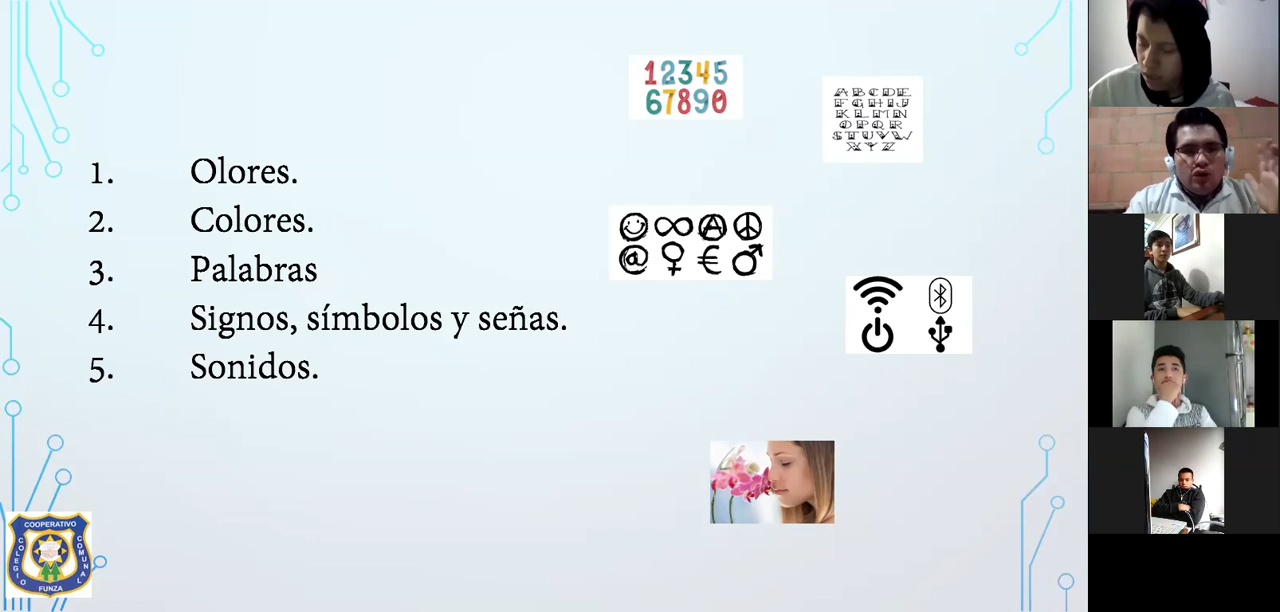 12345
67890
A B C D E
F G H I J
K L M N
O P Q R
S T U V W
X Y Z
1. Olores.
2. Colores.
3. Palabras
4. Signos, símbolos y señas.
5. Sonidos.
@ €
COOPERATIVO
COLEGIO
COMUNAL
FUNZA